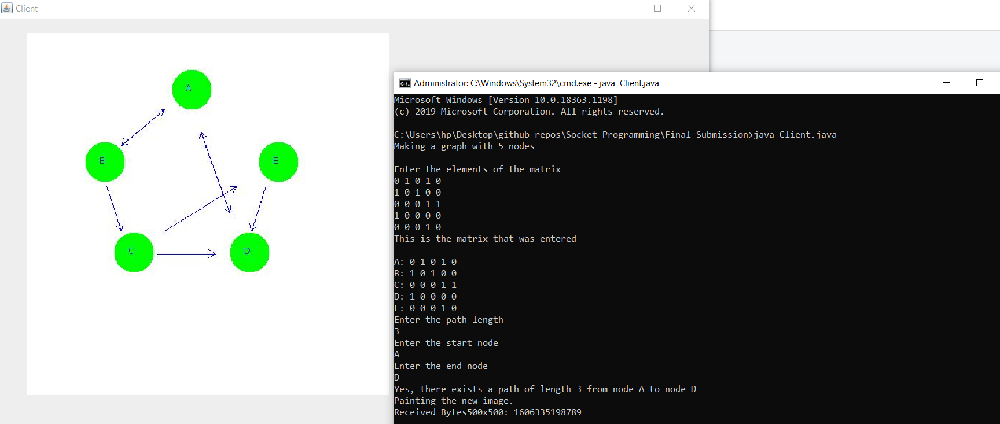 Client
A
B
E
C
D
Administrator: C:\Windows\System32\cmd.exe - java  Client.java
Microsoft Windows [Version 10.0.18363.1198]
(c) 2019 Microsoft Corporation. All rights reserved.
C:\Users\hp\Desktop\github_repos\Socket-Programming\Final_Submission>java Client.java
Making a graph with 5 nodes
Enter the elements of the matrix
0 1 0 1 0
1 0 1 0 0
0 0 0 1 1
1 0 0 0 0
0 0 0 1 0
This is the matrix that was entered
A: 0 1 0 1 0
B: 1 0 1 0 0
C: 0 0 0 1 1
D: 1 0 0 0 0
E: 0 0 0 1 0
Enter the path length
3
Enter the start node
A
Enter the end node
D
Yes, there exists a path of length 3 from node A to node D
Painting the new image.
Received Bytes500x500: 1606335198789